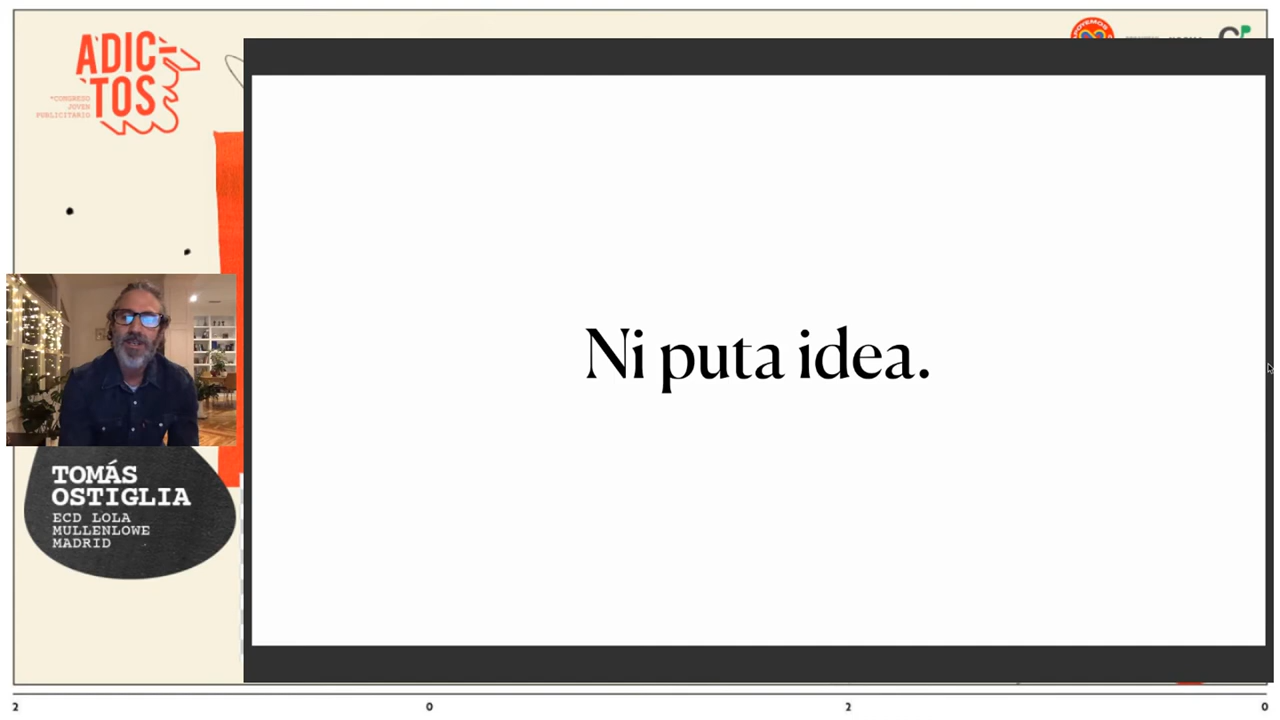 ADIC
TOS
*CONGRESO
JOVEN
PUBLICITARIO
Ni puta idea.
TOMÁS
OSTIGLIA
ECD LOLA
MULLENLOWE
MADRID
2 0 2 0